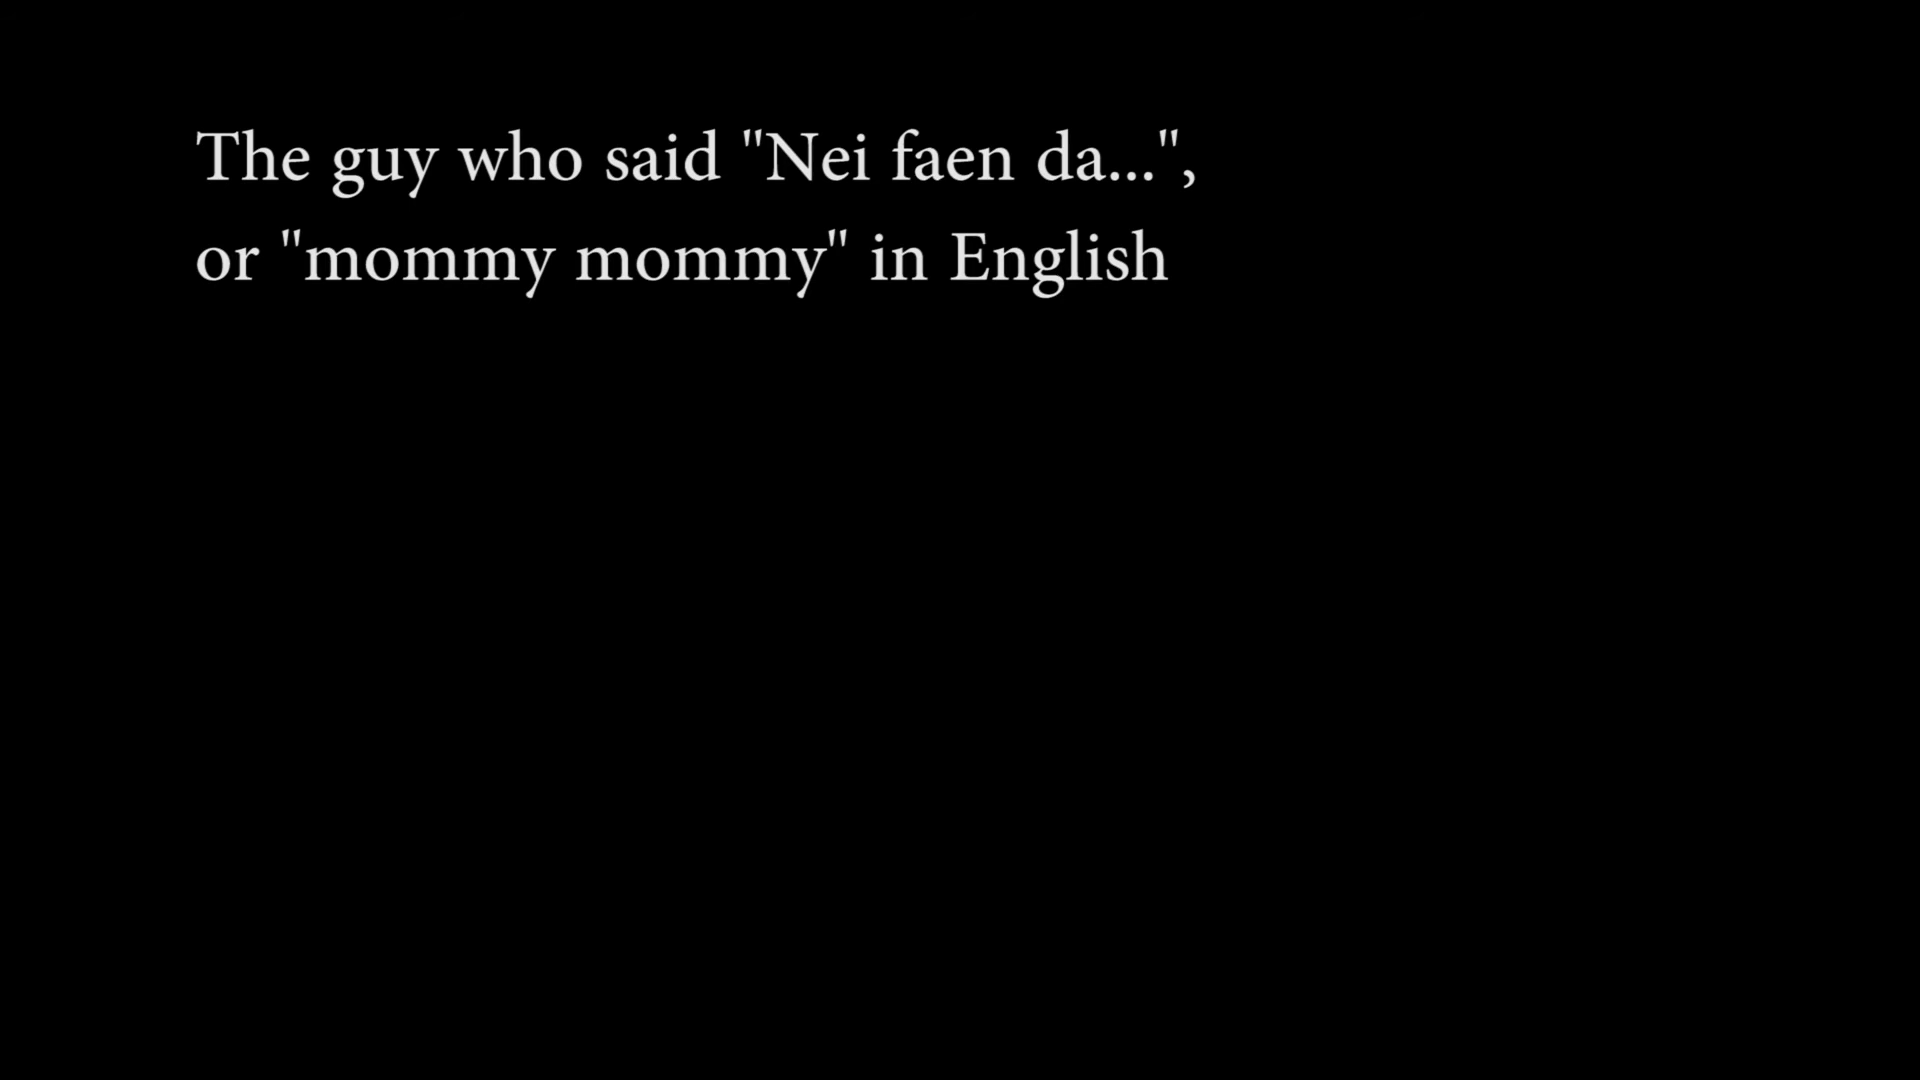 The guy who said "Nei faen da...",
or "mommy mommy" in English